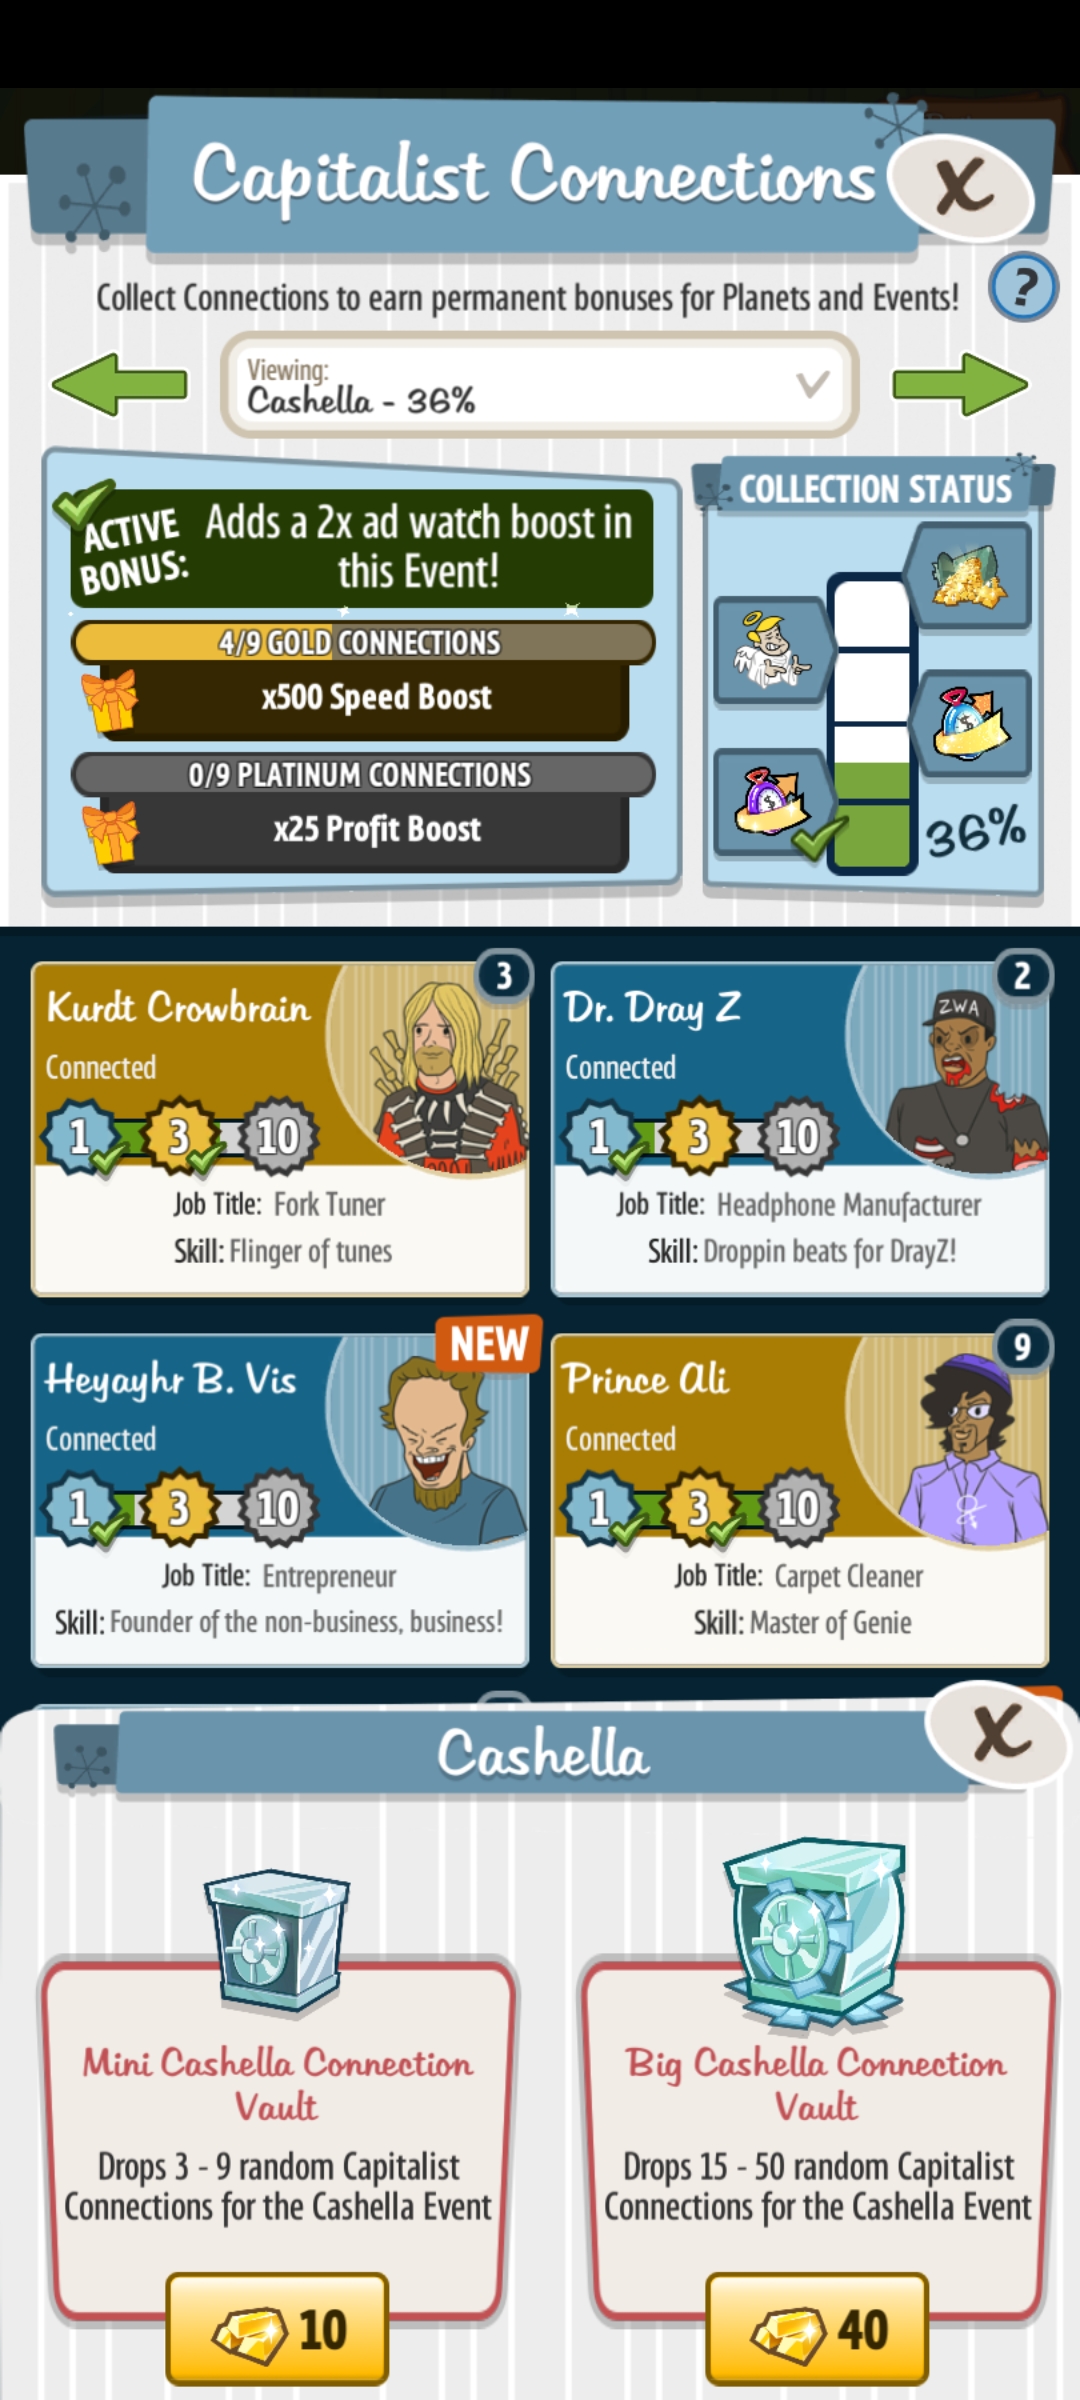 Capitalist Connections
X
Collect Connections to earn permanent bonuses for Planets and Events!
?
Viewing:
Cashella - 36%
ACTIVE
BONUS:
Adds a 2x ad watch boost in
this Event!
4/9 GOLD CONNECTIONS
x500 Speed Boost
0/9 PLATINUM CONNECTIONS
x25 Profit Boost
COLLECTION STATUS
36%
Kurdt Crowbrain
3
Connected
1
3
10
Job Title: Fork Tuner
Skill: Flinger of tunes
Dr. Dray Z
2
ZWA
Connected
1
3
10
Job Title: Headphone Manufacturer
Skill: Droppin beats for DrayZ!
NEW
Heyayhr B. Vis
Connected
1
3
10
Job Title: Entrepreneur
Skill: Founder of the non-business, business!
Prince Ali
9
Connected
1
3
10
Job Title: Carpet Cleaner
Skill: Master of Genie
Cashella
X
Mini Cashella Connection
Vault
Drops 3 - 9 random Capitalist
Connections for the Cashella Event
10
Big Cashella Connection
Vault
Drops 15 - 50 random Capitalist
Connections for the Cashella Event
40